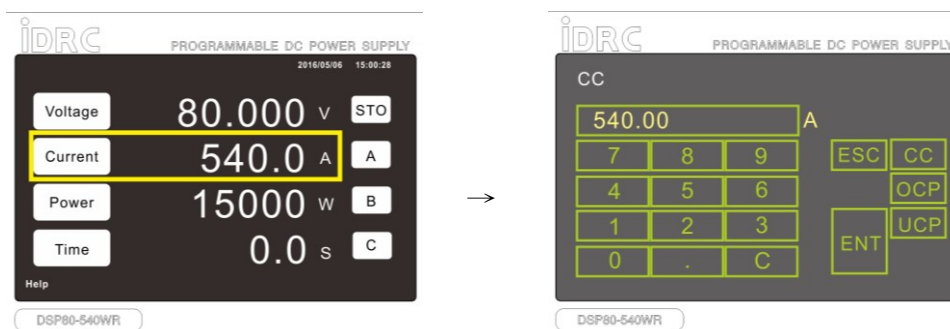 iDRC
PROGRAMMABLE DC POWER SUPPLY
2016/05/06 15:00:28
Voltage 80.000 V STO
Current 540.0 A A
Power 15000 W B
Time 0.0 S C
Help
DSP80-540WR
→
iDRC
PROGRAMMABLE DC POWER SUPPLY
CC
540.00 A
7 8 9 ESC CC
4 5 6 OCP
1 2 3 UCP
0 . C ENT
DSP80-540WR